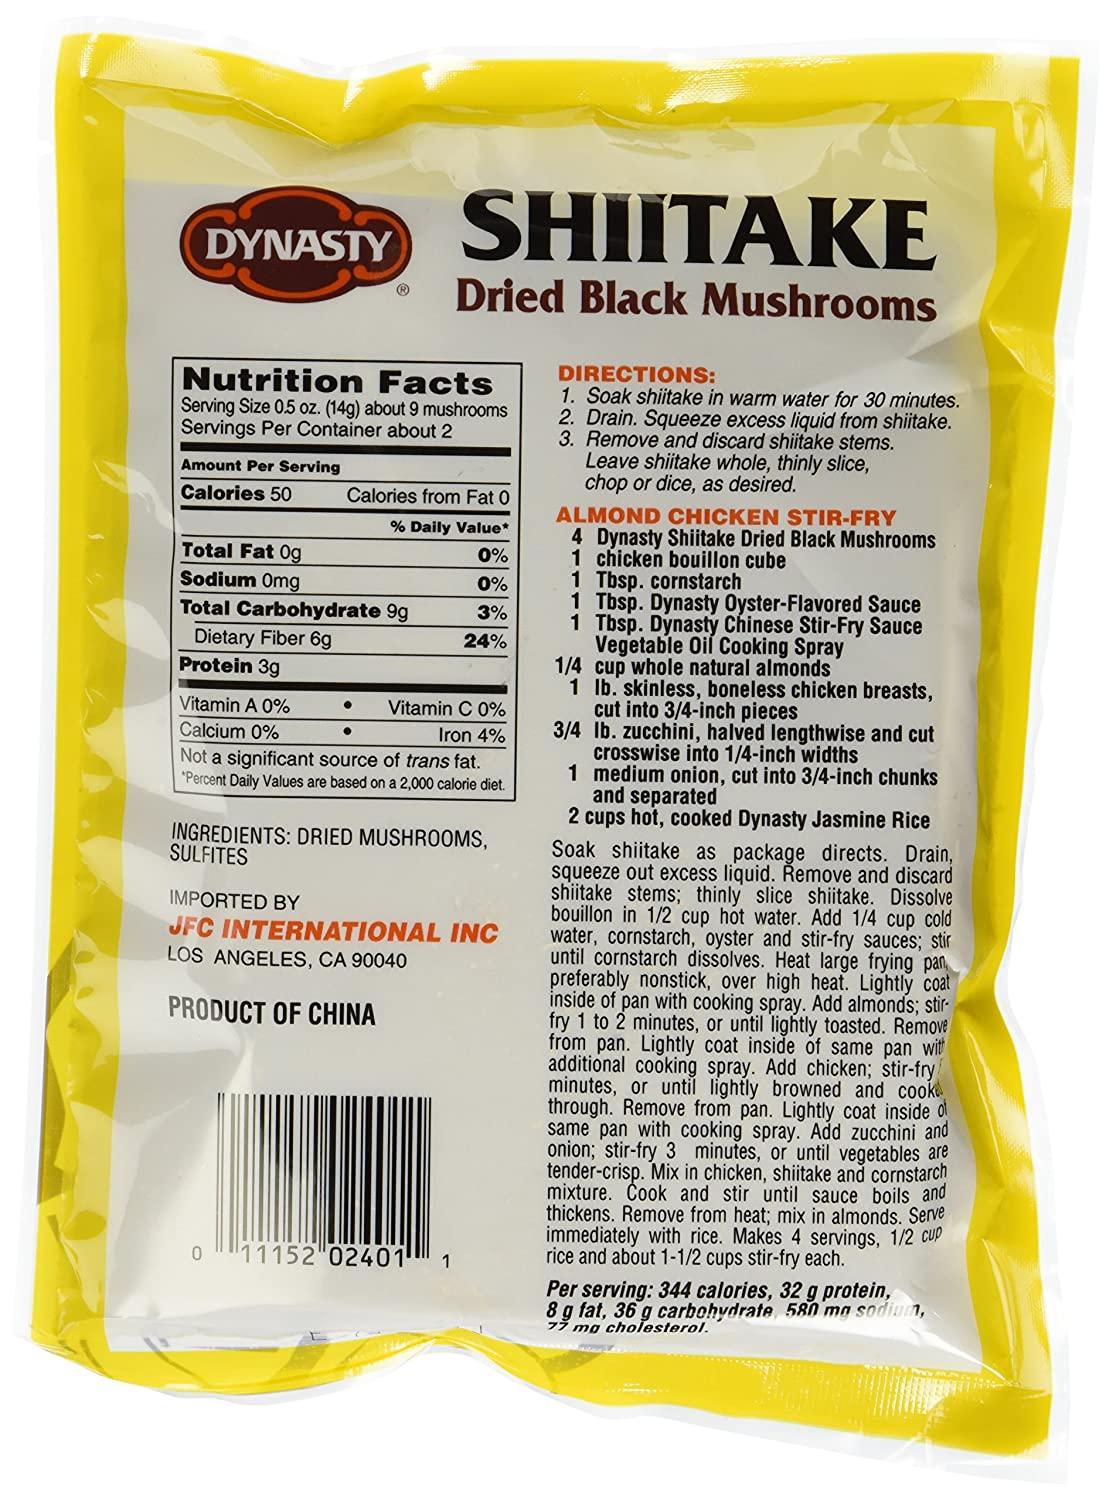 DYNASTY
®
SHIITAKE
Dried Black Mushrooms
Nutrition Facts
Serving Size 0.5 oz. (14g) about 9 mushrooms
Servings Per Container about 2
Amount Per Serving
Calories 50 Calories from Fat 0
% Daily Value*
Total Fat 0g 0%
Sodium 0mg 0%
Total Carbohydrate 9g 3%
Dietary Fiber 6g 24%
Protein 3g
Vitamin A 0% • Vitamin C 0%
Calcium 0% • Iron 4%
Not a significant source of trans fat.
*Percent Daily Values are based on a 2,000 calorie diet.
INGREDIENTS: DRIED MUSHROOMS,
SULFITES
IMPORTED BY
JFC INTERNATIONAL INC
LOS ANGELES, CA 90040
PRODUCT OF CHINA
0 11152 02401 1
DIRECTIONS:
1. Soak shiitake in warm water for 30 minutes.
2. Drain. Squeeze excess liquid from shiitake.
3. Remove and discard shiitake stems.
Leave shiitake whole, thinly slice,
chop or dice, as desired.
ALMOND CHICKEN STIR-FRY
4 Dynasty Shiitake Dried Black Mushrooms
1 chicken bouillon cube
1 Tbsp. cornstarch
1 Tbsp. Dynasty Oyster-Flavored Sauce
1 Tbsp. Dynasty Chinese Stir-Fry Sauce
Vegetable Oil Cooking Spray
1/4 cup whole natural almonds
1 lb. skinless, boneless chicken breasts,
cut into 3/4-inch pieces
3/4 lb. zucchini, halved lengthwise and cut
crosswise into 1/4-inch widths
1 medium onion, cut into 3/4-inch chunks
and separated
2 cups hot, cooked Dynasty Jasmine Rice
Soak shiitake as package directs. Drain,
squeeze out excess liquid. Remove and discard
shiitake stems; thinly slice shiitake. Dissolve
bouillon in 1/2 cup hot water. Add 1/4 cup cold
water, cornstarch, oyster and stir-fry sauces; stir
until cornstarch dissolves. Heat large frying pan,
preferably nonstick, over high heat. Lightly coat
inside of pan with cooking spray. Add almonds; stir-
fry 1 to 2 minutes, or until lightly toasted. Remove
from pan. Lightly coat inside of same pan with
additional cooking spray. Add chicken; stir-fry
minutes, or until lightly browned and cooked
through. Remove from pan. Lightly coat inside of
same pan with cooking spray. Add zucchini and
onion; stir-fry 3 minutes, or until vegetables are
tender-crisp. Mix in chicken, shiitake and cornstarch
mixture. Cook and stir until sauce boils and
thickens. Remove from heat; mix in almonds. Serve
immediately with rice. Makes 4 servings, 1/2 cup
rice and about 1-1/2 cups stir-fry each.
Per serving: 344 calories, 32 g protein,
8 g fat, 36 g carbohydrate, 580 mg sodium,
77 mg cholesterol.